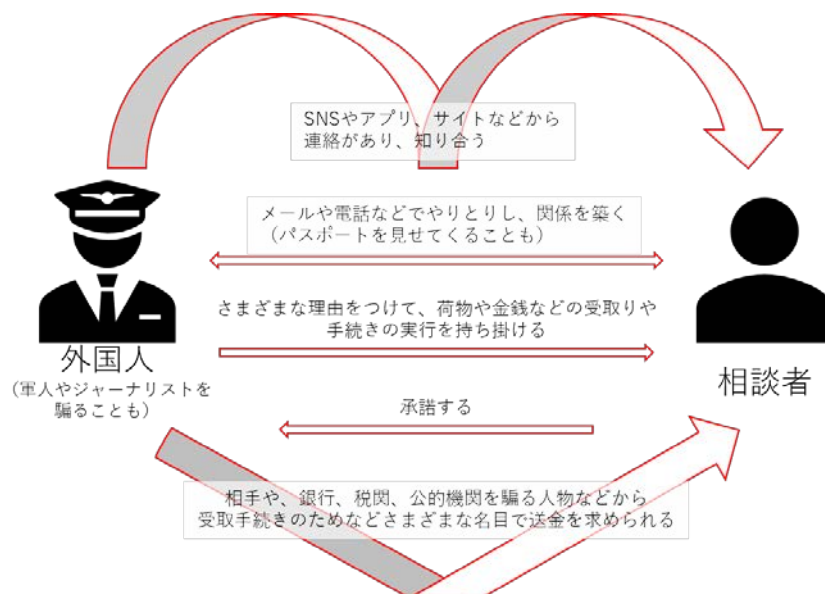 SNSやアプリ、サイトなどから
連絡があり、知り合う
メールや電話などでやりとりし、関係を築く
（パスポートを見せてくることも）
さまざまな理由をつけて、荷物や金銭などの受取りや
手続きの実行を持ち掛ける
外国人
（軍人やジャーナリストを
騙ることも）
相談者
承諾する
相手や、銀行、税関、公的機関を騙る人物などから
受取手続きのためなどさまざまな名目で送金を求められる